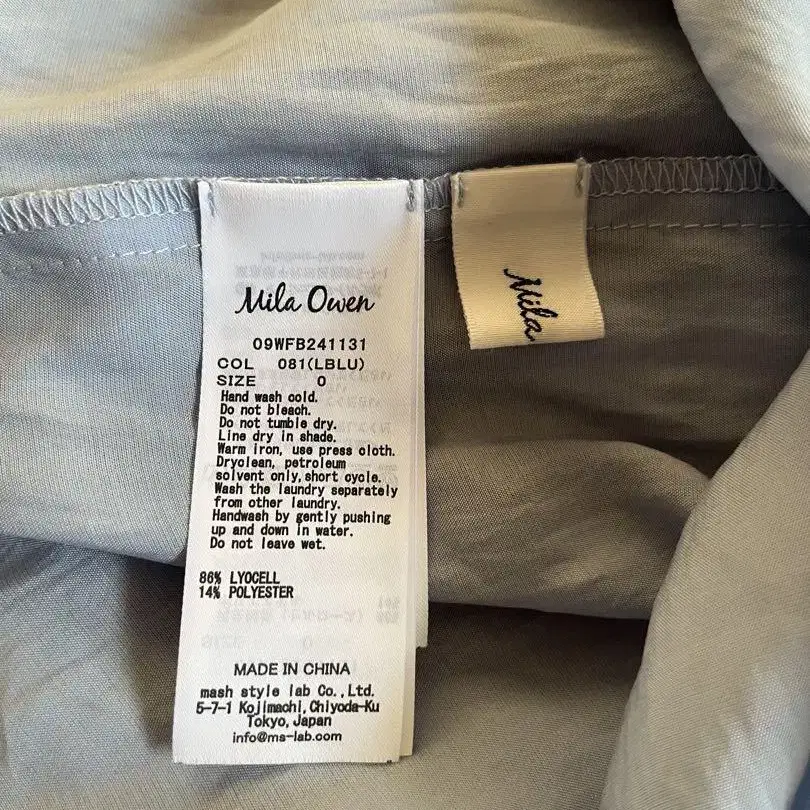 Mila Owen
09WFB241131
COL 081(LBLU)
SIZE 0
Hand wash cold.
Do not bleach.
Do not tumble dry.
Line dry in shade.
Warm iron, use press cloth.
Dryclean, petroleum
solvent only,short cycle.
Wash the laundry separately
from other laundry.
Handwash by gently pushing
up and down in water.
Do not leave wet.
86% LYOCELL
14% POLYESTER
MADE IN CHINA
mash style lab Co.,Ltd.
5-7-1 Kojimachi,Chiyoda-Ku
Tokyo,Japan
info@ms-lab.com
Mila